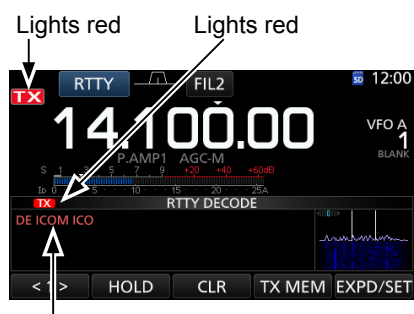 Lights red
Lights red
TX
RTTY
FIL2
SD 12:00
14.100.00
VFO A
1
BLANK
P.AMP1 AGC-M
S 1 3 5 7 9 +20 +40 +60dB
ID 0 5 10 15 20 25A
TX RTTY DECODE
DE ICOM ICO
< 1 > HOLD CLR TX MEM EXPD/SET